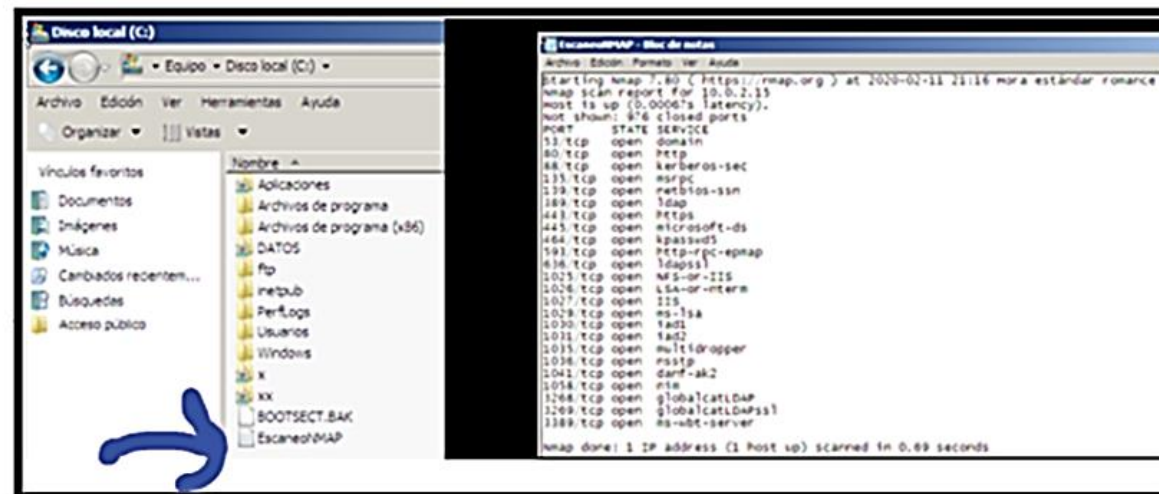 Disco local (C:)
Equipo Disco local (C:)
Archivo Edición Ver Herramientas Ayuda
Organizar Vistas
Vínculos favoritos
Documentos
Imágenes
Música
Cambiados recientem...
Búsquedas
Acceso público
Nombre
Aplicaciones
Archivos de programa
Archivos de programa (x86)
DATOS
ftp
inetpub
PerfLogs
Usuarios
Windows
x
xx
BOOTSECT.BAK
EscaneoNMAP
EscaneoNMAP - Bloc de notas
Archivo Edición Formato Ver Ayuda
Starting Nmap 7.80 ( https://nmap.org ) at 2020-02-11 21:16 Hora estándar romance
Nmap scan report for 10.0.2.15
Host is up (0.00067s latency).
Not shown: 976 closed ports
PORT STATE SERVICE
53/tcp open domain
80/tcp open http
88/tcp open kerberos-sec
135/tcp open msrpc
139/tcp open netbios-ssn
389/tcp open ldap
443/tcp open https
445/tcp open microsoft-ds
464/tcp open kpasswd5
593/tcp open http-rpc-epmap
636/tcp open ldapssl
1025/tcp open NFS-or-IIS
1026/tcp open LSA-or-nterm
1027/tcp open IIS
1029/tcp open ms-lsa
1030/tcp open iad1
1031/tcp open iad2
1035/tcp open multidropper
1036/tcp open nsstp
1041/tcp open danf-ak2
1058/tcp open nim
3268/tcp open globalcatLDAP
3269/tcp open globalcatLDAPssl
3389/tcp open ms-wbt-server
Nmap done: 1 IP address (1 host up) scanned in 0.69 seconds